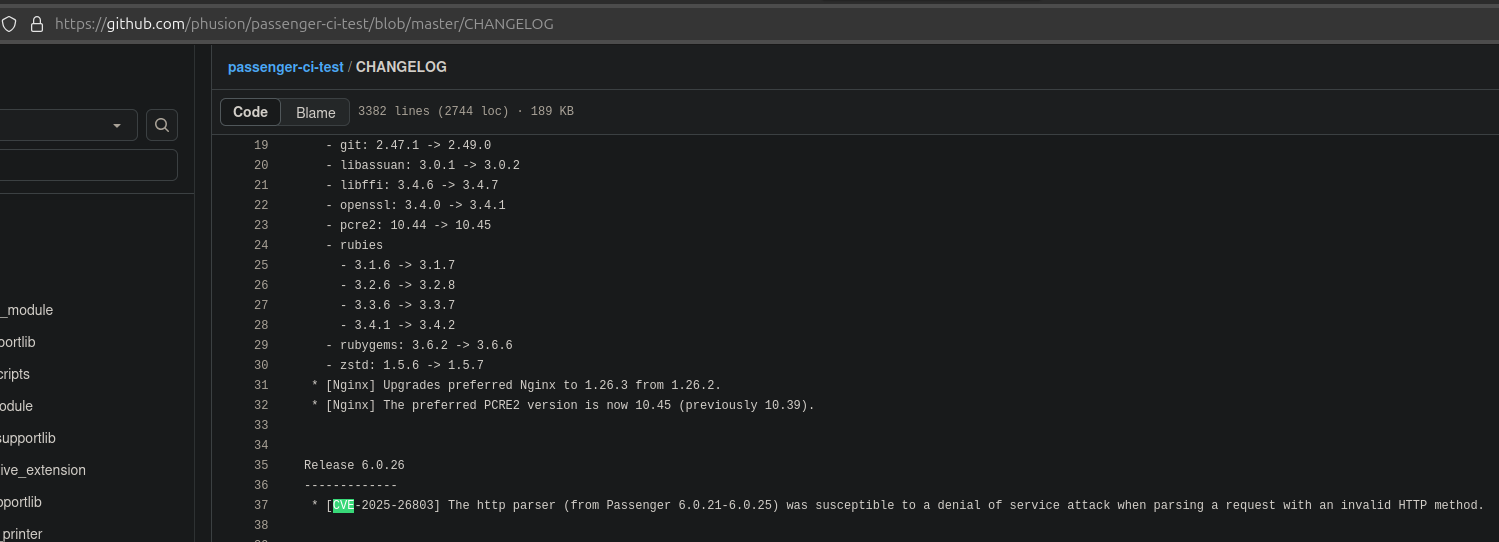 https://github.com/phusion/passenger-ci-test/blob/master/CHANGELOG
passenger-ci-test / CHANGELOG
Code Blame 3382 lines (2744 loc) · 189 KB
19 - git: 2.47.1 -> 2.49.0
20 - libassuan: 3.0.1 -> 3.0.2
21 - libffi: 3.4.6 -> 3.4.7
22 - openssl: 3.4.0 -> 3.4.1
23 - pcre2: 10.44 -> 10.45
24 - rubies
25 - 3.1.6 -> 3.1.7
26 - 3.2.6 -> 3.2.8
27 - 3.3.6 -> 3.3.7
28 - 3.4.1 -> 3.4.2
29 - rubygems: 3.6.2 -> 3.6.6
30 - zstd: 1.5.6 -> 1.5.7
31 * [Nginx] Upgrades preferred Nginx to 1.26.3 from 1.26.2.
32 * [Nginx] The preferred PCRE2 version is now 10.45 (previously 10.39).
33
34
35 Release 6.0.26
36 -------------
37 * [CVE-2025-26803] The http parser (from Passenger 6.0.21-6.0.25) was susceptible to a denial of service attack when parsing a request with an invalid HTTP method.
38
_module
portlib
cripts
odule
supportlib
ive_extension
pportlib
printer